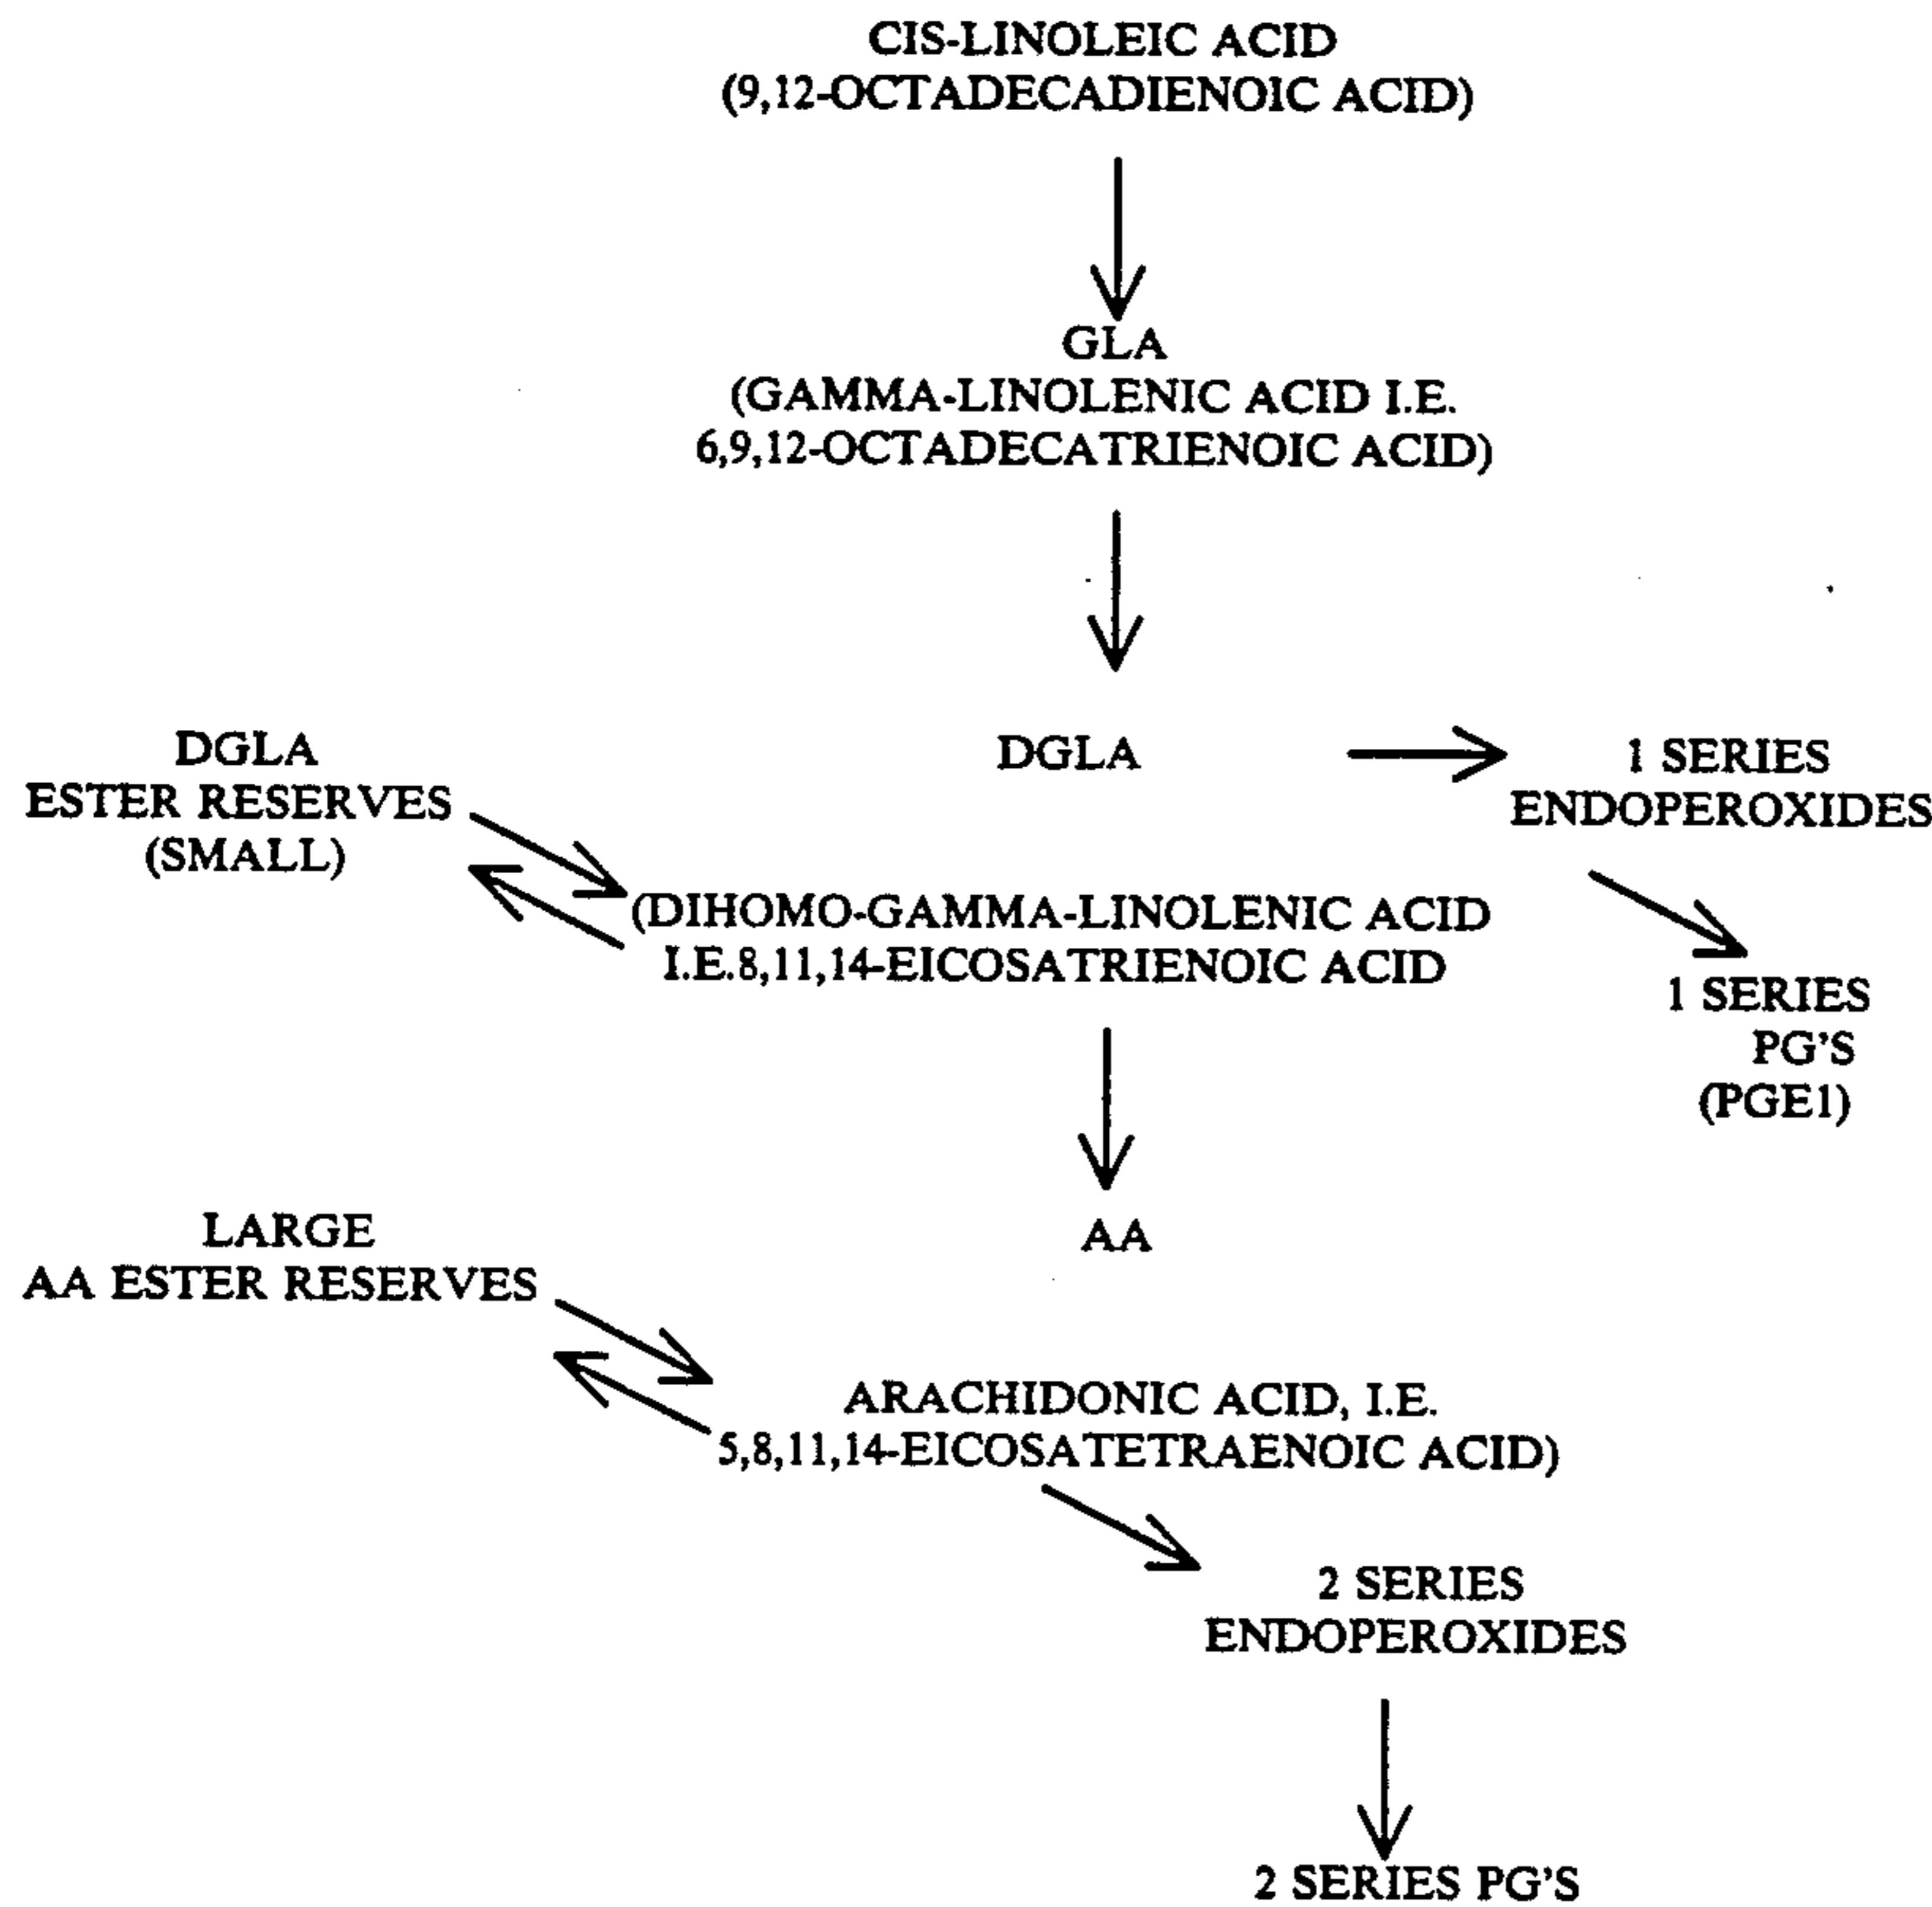 CIS-LINOLEIC ACID
(9,12-OCTADECADIENOIC ACID)
GLA
(GAMMA-LINOLENIC ACID I.E.
6,9,12-OCTADECATRIENOIC ACID)
DGLA
ESTER RESERVES
(SMALL)
DGLA
1 SERIES
ENDOPEROXIDES
(DIHOMO-GAMMA-LINOLENIC ACID
I.E.8,11,14-EICOSATRIENOIC ACID
1 SERIES
PG'S
(PGE1)
LARGE
AA ESTER RESERVES
AA
ARACHIDONIC ACID, I.E.
5,8,11,14-EICOSATETRAENOIC ACID)
2 SERIES
ENDOPEROXIDES
2 SERIES PG'S